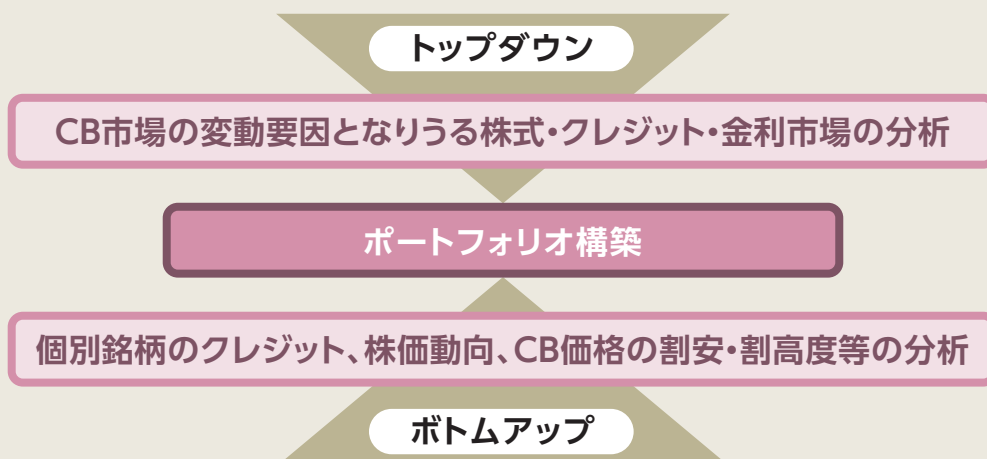 トップダウン
CB市場の変動要因となりうる株式・クレジット・金利市場の分析
ポートフォリオ構築
個別銘柄のクレジット、株価動向、CB価格の割安・割高度等の分析
ボトムアップ